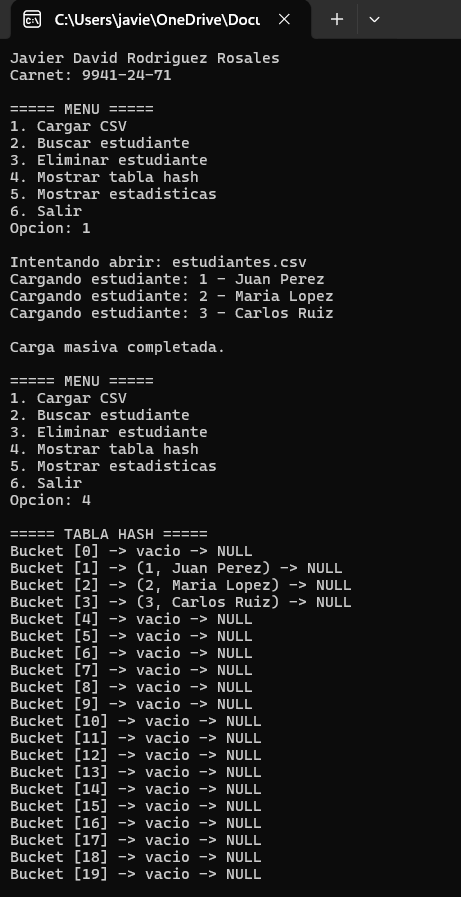 C:\Users\javie\OneDrive\Docu
Javier David Rodriguez Rosales
Carnet: 9941-24-71
===== MENU =====
1. Cargar CSV
2. Buscar estudiante
3. Eliminar estudiante
4. Mostrar tabla hash
5. Mostrar estadisticas
6. Salir
Opcion: 1
Intentando abrir: estudiantes.csv
Cargando estudiante: 1 - Juan Perez
Cargando estudiante: 2 - Maria Lopez
Cargando estudiante: 3 - Carlos Ruiz
Carga masiva completada.
===== MENU =====
1. Cargar CSV
2. Buscar estudiante
3. Eliminar estudiante
4. Mostrar tabla hash
5. Mostrar estadisticas
6. Salir
Opcion: 4
===== TABLA HASH =====
Bucket [0] -> vacio -> NULL
Bucket [1] -> (1, Juan Perez) -> NULL
Bucket [2] -> (2, Maria Lopez) -> NULL
Bucket [3] -> (3, Carlos Ruiz) -> NULL
Bucket [4] -> vacio -> NULL
Bucket [5] -> vacio -> NULL
Bucket [6] -> vacio -> NULL
Bucket [7] -> vacio -> NULL
Bucket [8] -> vacio -> NULL
Bucket [9] -> vacio -> NULL
Bucket [10] -> vacio -> NULL
Bucket [11] -> vacio -> NULL
Bucket [12] -> vacio -> NULL
Bucket [13] -> vacio -> NULL
Bucket [14] -> vacio -> NULL
Bucket [15] -> vacio -> NULL
Bucket [16] -> vacio -> NULL
Bucket [17] -> vacio -> NULL
Bucket [18] -> vacio -> NULL
Bucket [19] -> vacio -> NULL